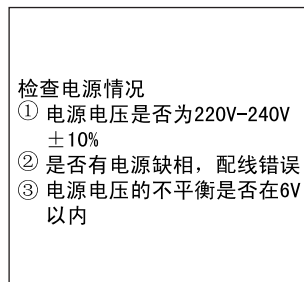 检查电源情况
① 电源电压是否为220V-240V
±10%
② 是否有电源缺相，配线错误
③ 电源电压的不平衡是否在6V
以内